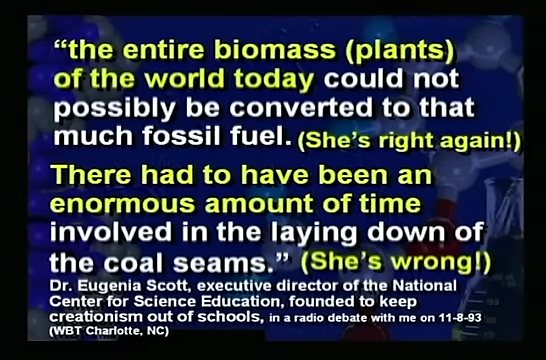 “the entire biomass (plants)
of the world today could not
possibly be converted to that
much fossil fuel. (She's right again!)
There had to have been an
enormous amount of time
involved in the laying down of
the coal seams.” (She's wrong!)
Dr. Eugenia Scott, executive director of the National
Center for Science Education, founded to keep
creationism out of schools, in a radio debate with me on 11-8-93
(WBT Charlotte, NC)